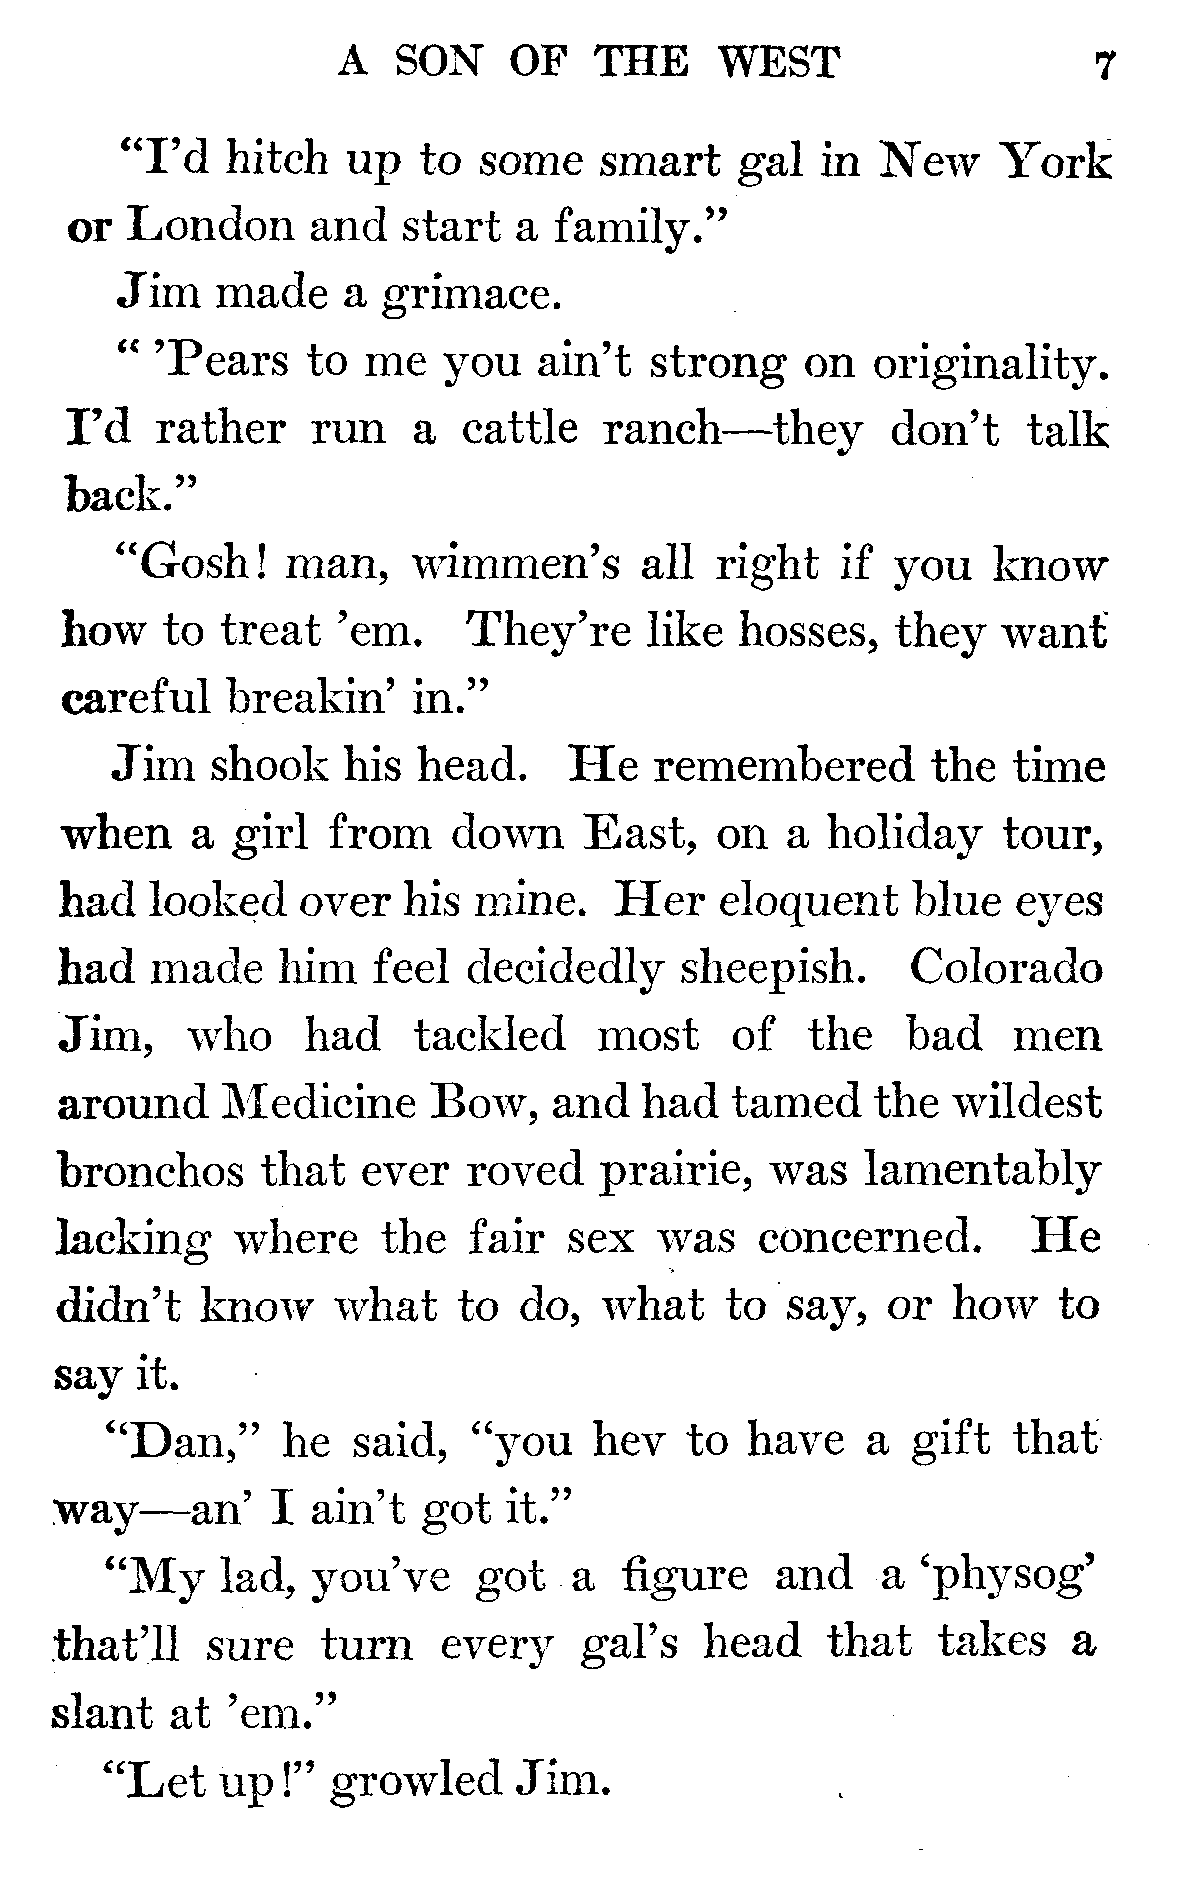 A SON OF THE WEST 7
“I’d hitch up to some smart gal in New York
or London and start a family.”
Jim made a grimace.
“ ’Pears to me you ain’t strong on originality.
I’d rather run a cattle ranch—they don’t talk
back.”
“Gosh! man, wimmen’s all right if you know
how to treat ’em. They’re like hosses, they want
careful breakin’ in.”
Jim shook his head. He remembered the time
when a girl from down East, on a holiday tour,
had looked over his mine. Her eloquent blue eyes
had made him feel decidedly sheepish. Colorado
Jim, who had tackled most of the bad men
around Medicine Bow, and had tamed the wildest
bronchos that ever roved prairie, was lamentably
lacking where the fair sex was concerned. He
didn’t know what to do, what to say, or how to
say it.
“Dan,” he said, “you hev to have a gift that
way—an’ I ain’t got it.”
“My lad, you’ve got a figure and a ‘physog’
that’ll sure turn every gal’s head that takes a
slant at ’em.”
“Let up!” growled Jim.